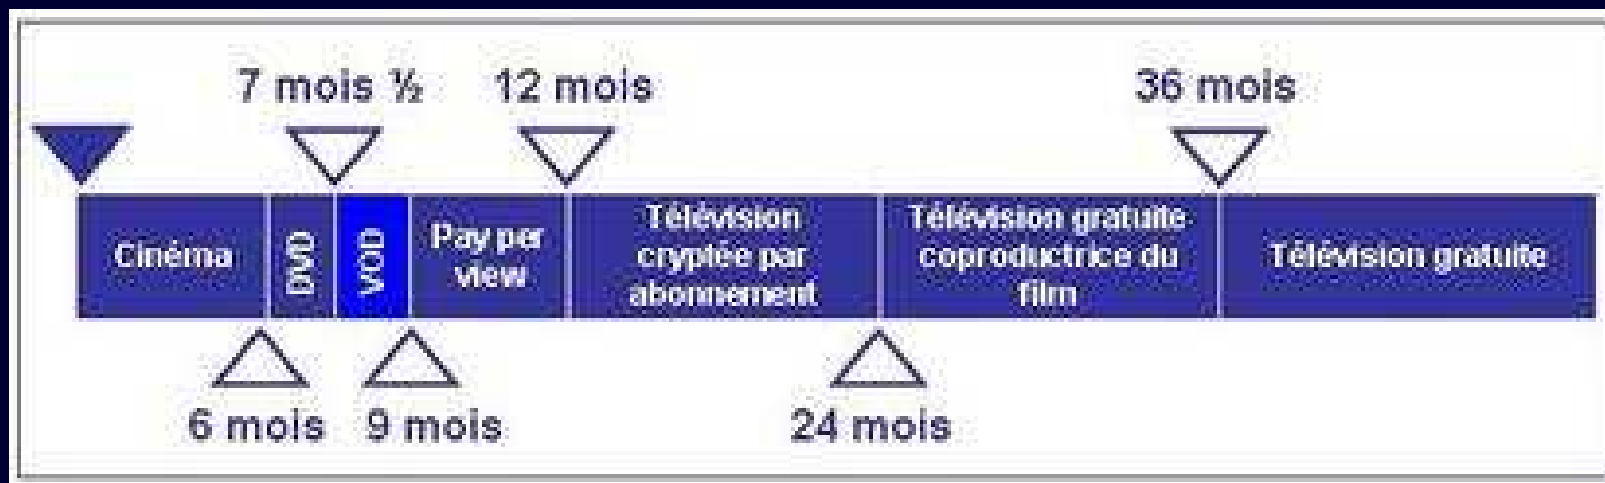 7 mois ½
12 mois
36 mois
Cinéma
DVD
VOD
Pay per
view
Télévision
cryptée par
abonnement
Télévision gratuite
coproductrice du
film
Télévision gratuite
6 mois
9 mois
24 mois